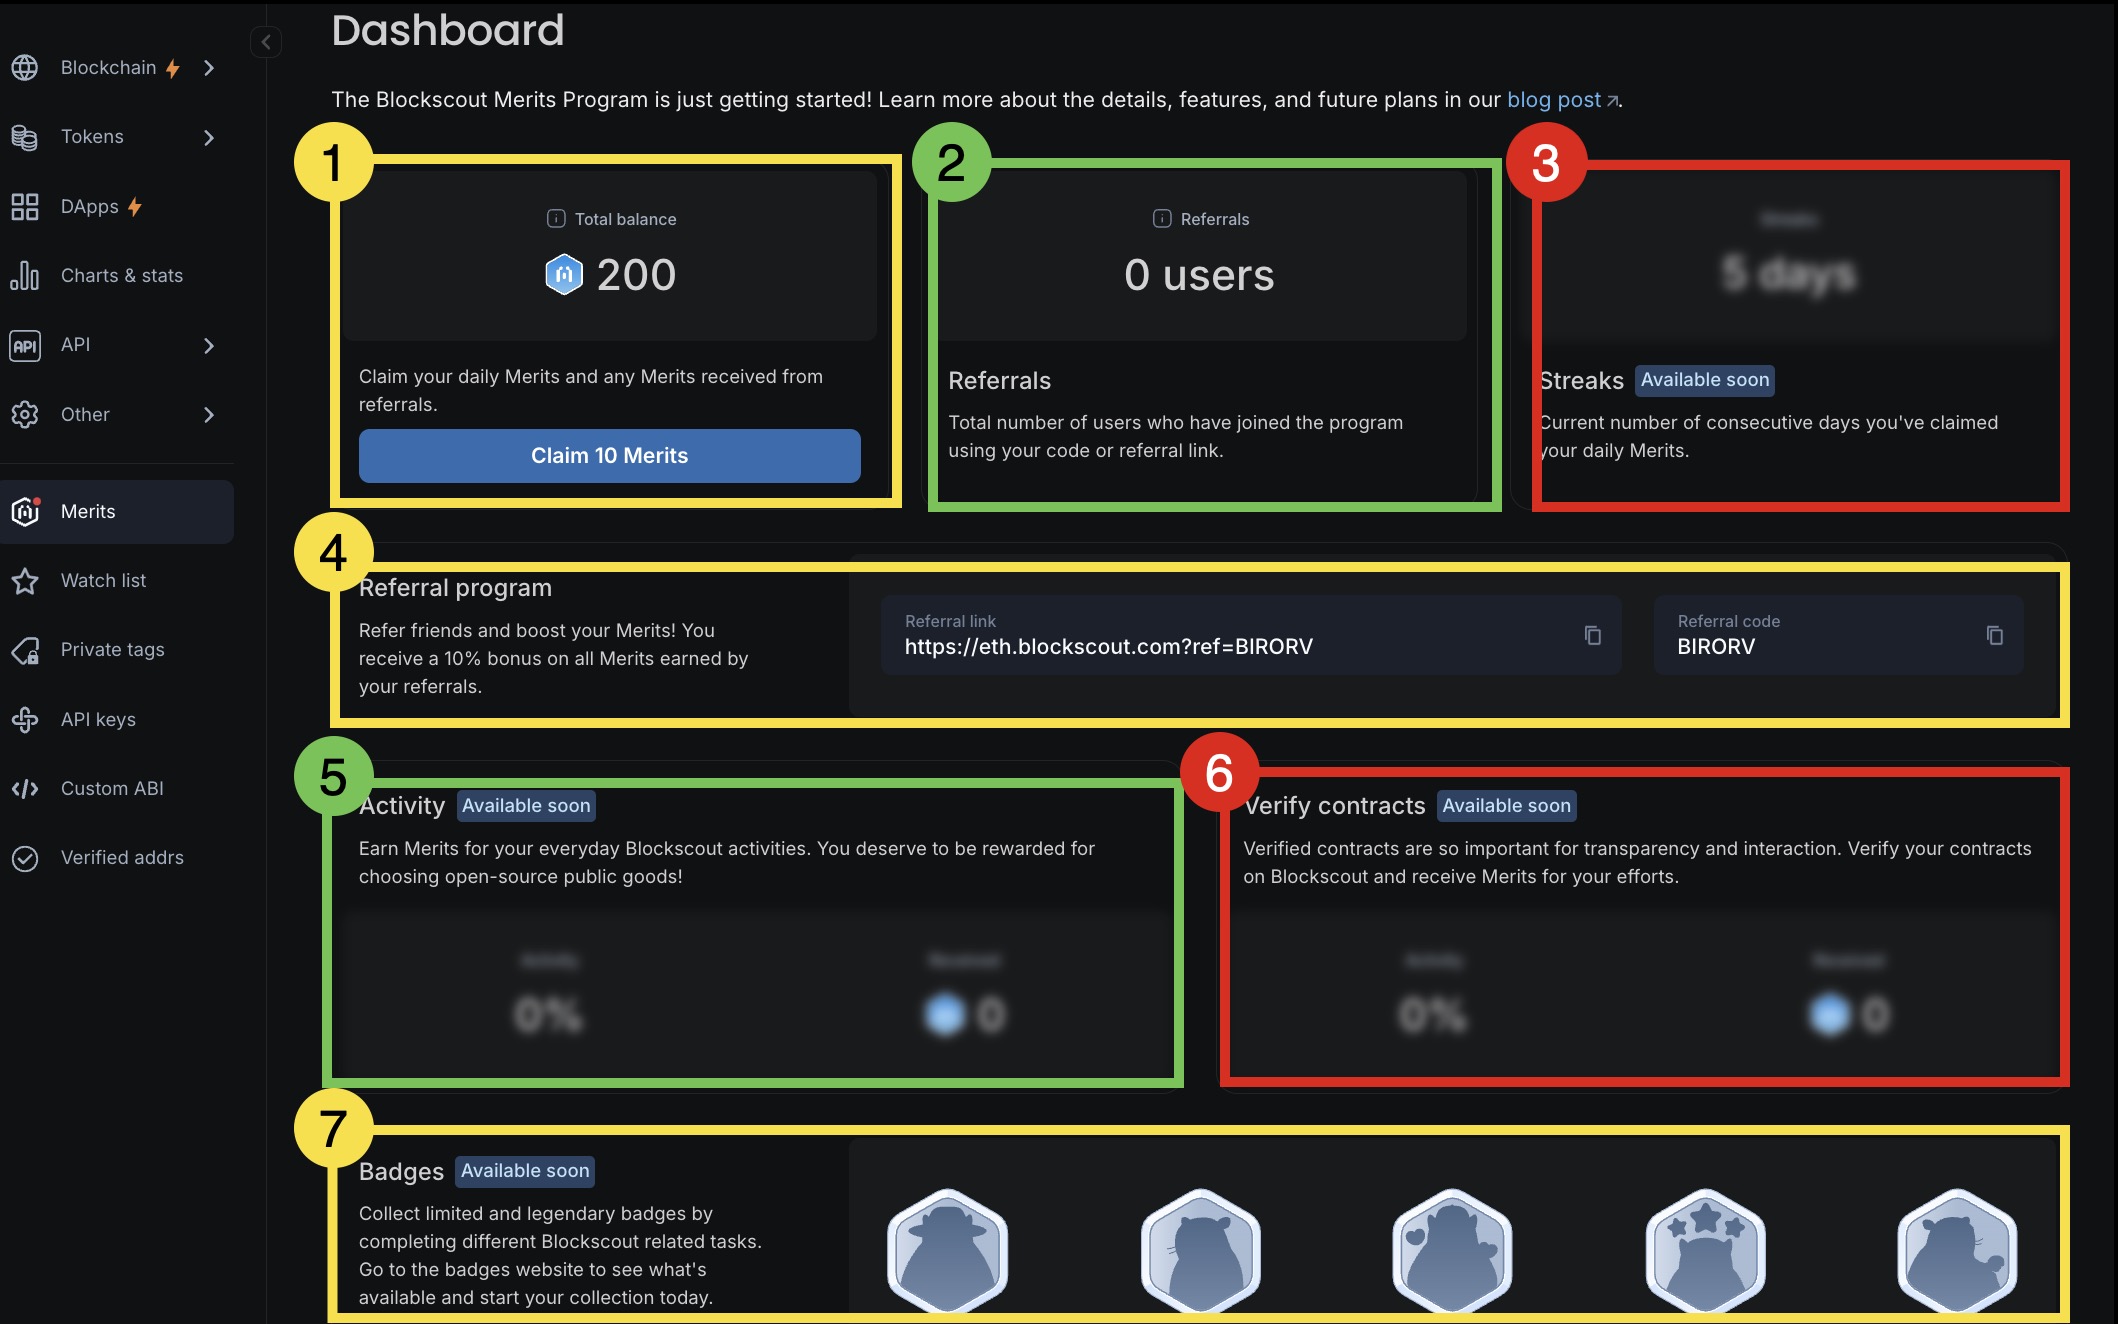 Dashboard
The Blockscout Merits Program is just getting started! Learn more about the details, features, and future plans in our blog post ↗.
Blockchain
Tokens
DApps
Charts & stats
API
API
Other
Merits
Watch list
Private tags
API keys
Custom ABI
Verified addrs
1
i Total balance
200
Claim your daily Merits and any Merits received from
referrals.
Claim 10 Merits
2
i Referrals
0 users
Referrals
Total number of users who have joined the program
using your code or referral link.
3
Streaks
5 days
Streaks Available soon
Current number of consecutive days you've claimed
your daily Merits.
4
Referral program
Refer friends and boost your Merits! You
receive a 10% bonus on all Merits earned by
your referrals.
Referral link
https://eth.blockscout.com?ref=BIRORV
Referral code
BIRORV
5
Activity Available soon
Earn Merits for your everyday Blockscout activities. You deserve to be rewarded for
choosing open-source public goods!
Activity
0%
0
6
Verify contracts Available soon
Verified contracts are so important for transparency and interaction. Verify your contracts
on Blockscout and receive Merits for your efforts.
Activity
0%
0
7
Badges Available soon
Collect limited and legendary badges by
completing different Blockscout related tasks.
Go to the badges website to see what's
available and start your collection today.